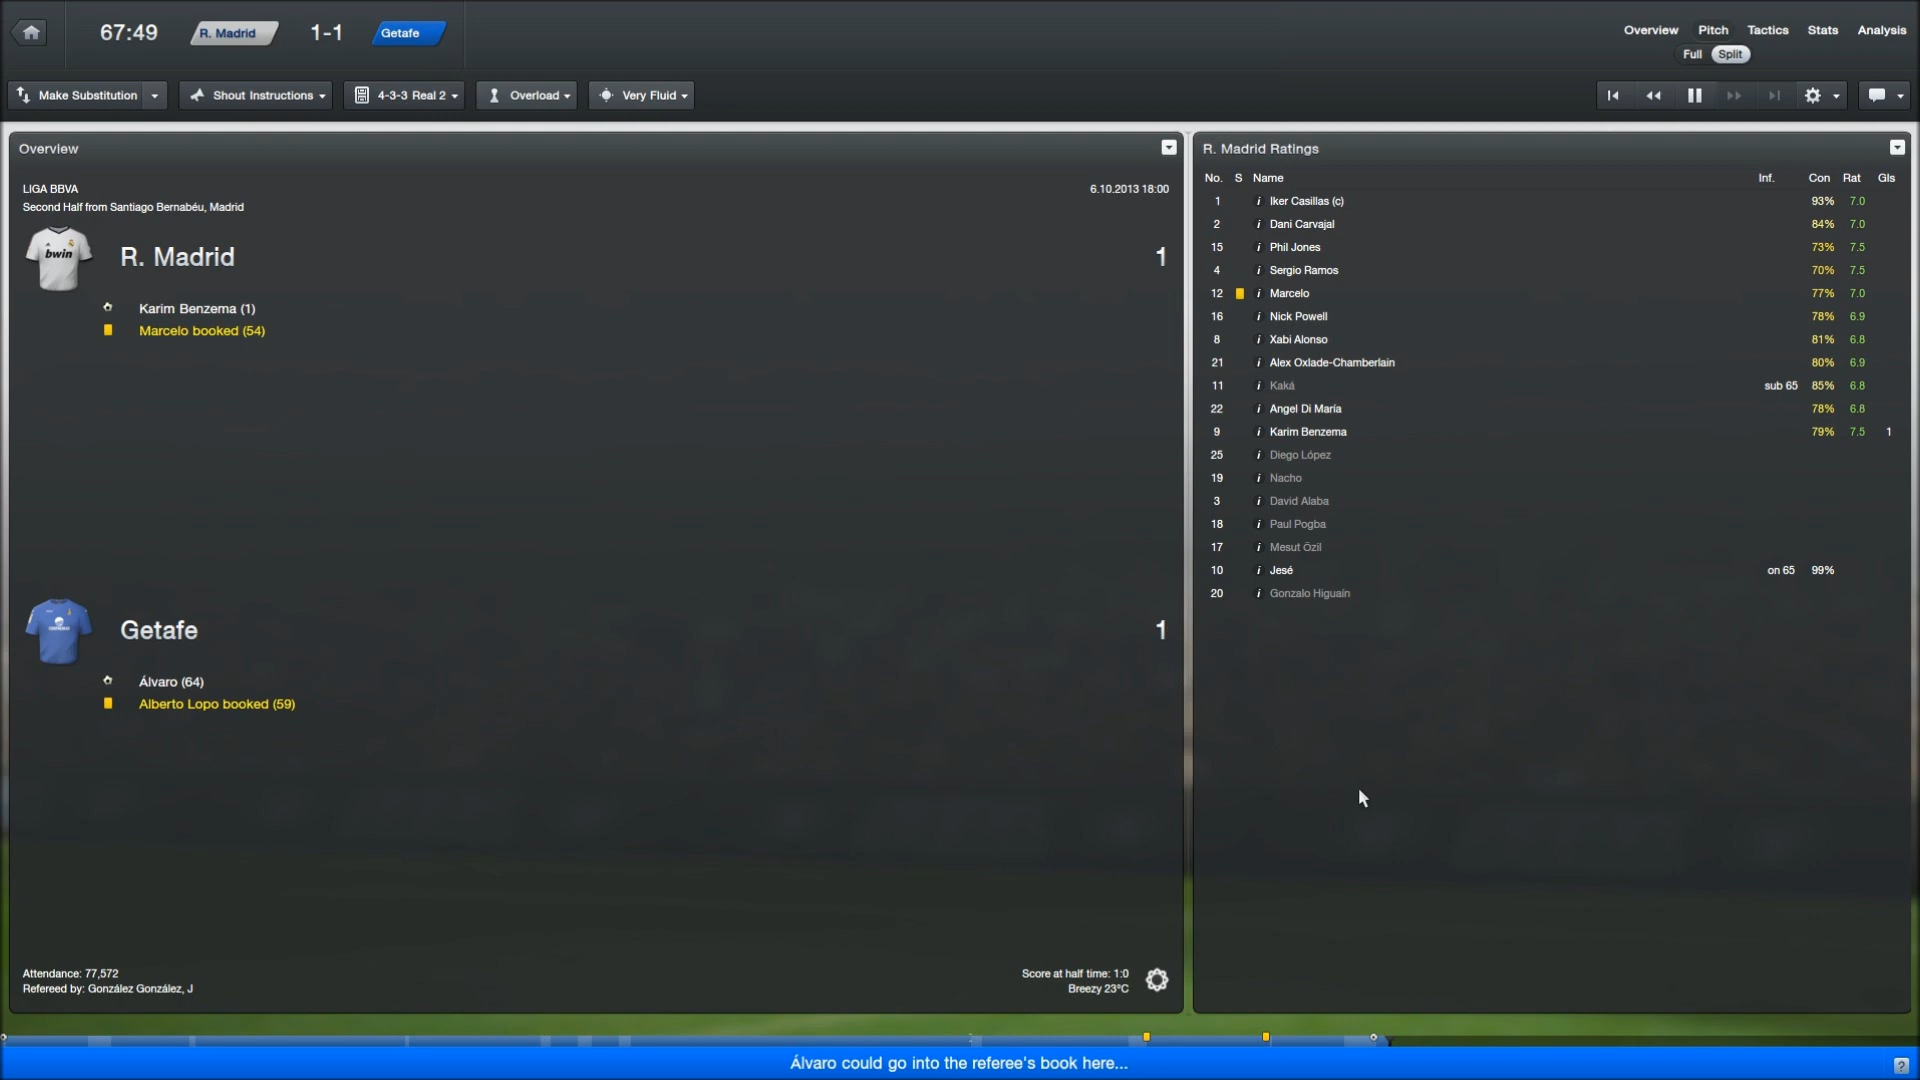 67:49 R. Madrid 1-1 Getafe
Overview Pitch Tactics Stats Analysis
Full Split
Make Substitution Shout Instructions 4-3-3 Real 2 Overload Very Fluid
Overview
LIGA BBVA 6.10.2013 18:00
Second Half from Santiago Bernabéu, Madrid
bwin
R. Madrid 1
Karim Benzema (1)
Marcelo booked (54)
Getafe 1
Álvaro (64)
Alberto Lopo booked (59)
Attendance: 77,572
Refereed by: González González, J
Score at half time: 1:0
Breezy 23°C
R. Madrid Ratings
No. S Name Inf. Con Rat Gls
1 i Iker Casillas (c) 93% 7.0
2 i Dani Carvajal 84% 7.0
15 i Phil Jones 73% 7.5
4 i Sergio Ramos 70% 7.5
12 i Marcelo 77% 7.0
16 i Nick Powell 78% 6.9
8 i Xabi Alonso 81% 6.8
21 i Alex Oxlade-Chamberlain 80% 6.9
11 i Kaká sub 65 85% 6.8
22 i Angel Di María 78% 6.8
9 i Karim Benzema 79% 7.5 1
25 i Diego López
19 i Nacho
3 i David Alaba
18 i Paul Pogba
17 i Mesut Özil
10 i Jesé on 65 99%
20 i Gonzalo Higuaín
Álvaro could go into the referee's book here...
?